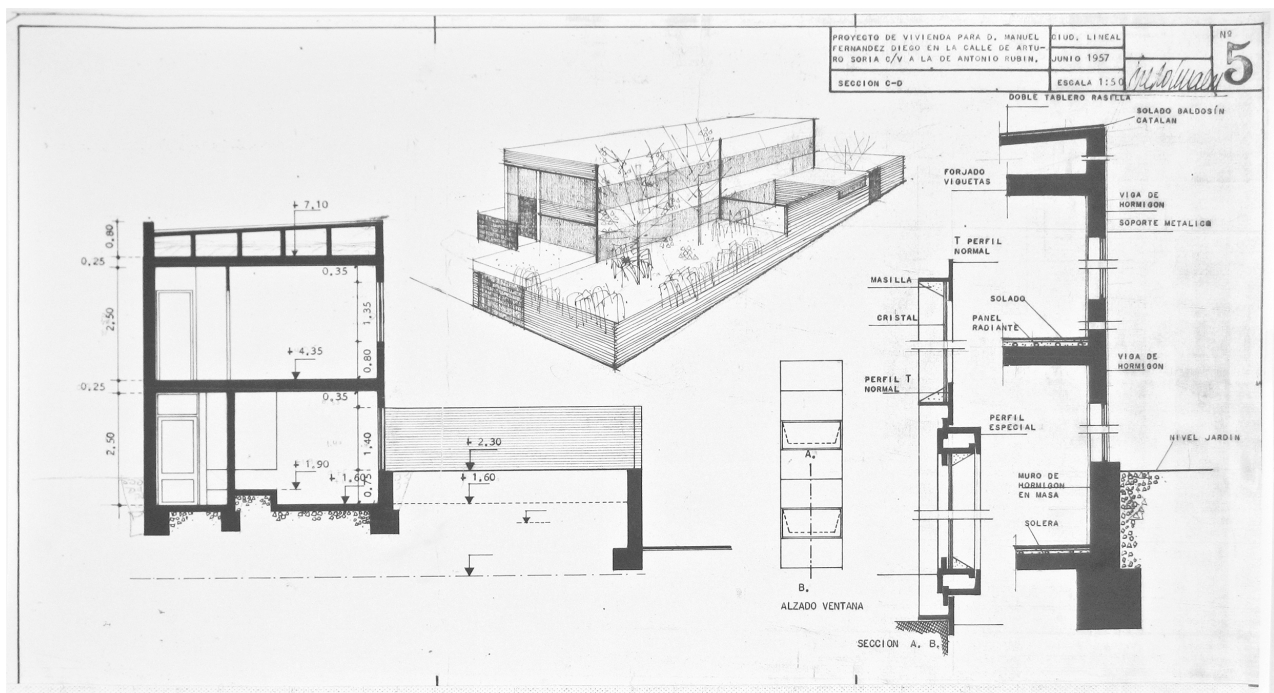 PROYECTO DE VIVIENDA PARA D. MANUEL
FERNANDEZ DIEGO EN LA CALLE DE ARTU-
RO SORIA C/V A LA DE ANTONIO RUBIN.
SECCION C-D
CIUD. LINEAL
JUNIO 1957
ESCALA 1:50
Nº
5
DOBLE TABLERO RASILLA
SOLADO BALDOSIN
CATALAN
FORJADO
VIGUETAS
VIGA DE
HORMIGON
SOPORTE METALICO
T PERFIL
NORMAL
MASILLA
CRISTAL
SOLADO
PANEL
RADIANTE
VIGA DE
HORMIGON
PERFIL T
NORMAL
PERFIL
ESPECIAL
NIVEL JARDIN
MURO DE
HORMIGON
EN MASA
SOLERA
A.
B.
ALZADO VENTANA
SECCION A. B.
+ 7,10
0,80
0,25
0,35
2,50
1,35
+ 4,35
0,80
0,25
0,35
2,50
1,40
+ 2,30
+ 1,90
+ 1,60
+ 1,60
0,75